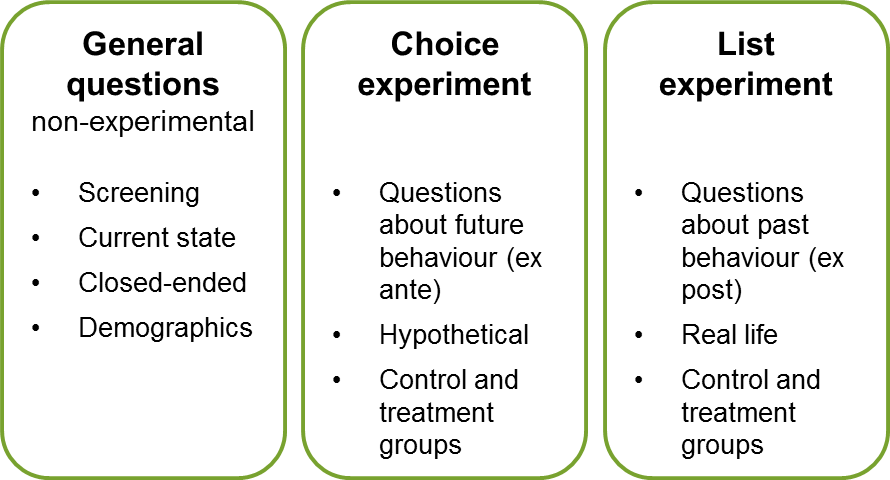 General
questions
non-experimental
• Screening
• Current state
• Closed-ended
• Demographics
Choice
experiment
• Questions
about future
behaviour (ex
ante)
• Hypothetical
• Control and
treatment
groups
List
experiment
• Questions
about past
behaviour (ex
post)
• Real life
• Control and
treatment
groups